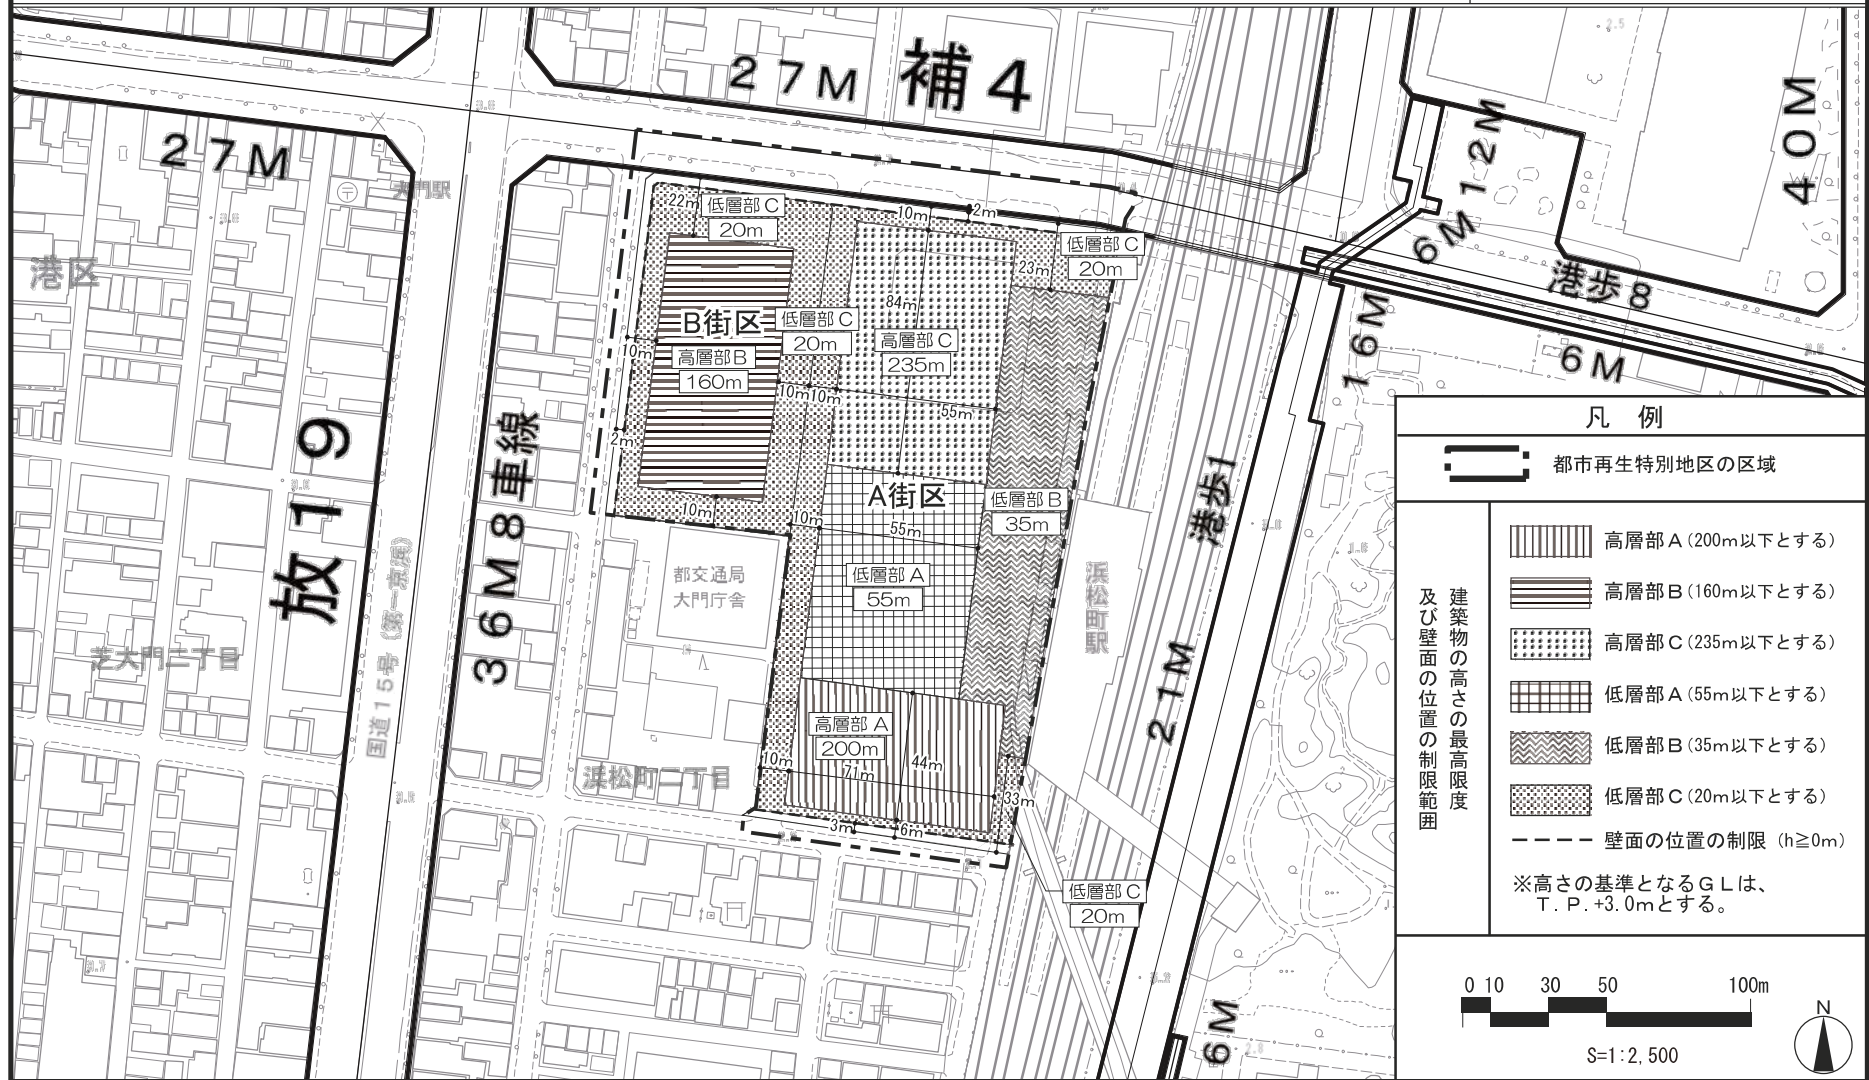 27M
補4
27M
大門駅
港区
放19
36M8車線
国道15号(第一京浜)
芝大門二丁目
浜松町二丁目
都交通局
大門庁舎
浜松町駅
港歩1
21M
16M
6M
12M
6M
港歩8
6M
40M
22m
低層部C
20m
10m
2m
低層部C
20m
23m
84m
B街区
低層部C
20m
高層部C
235m
10m
高層部B
160m
10m
10m
55m
2m
A街区
低層部B
35m
10m
10m
55m
低層部A
55m
高層部A
200m
10m
71m
44m
33m
3m
6m
低層部C
20m
凡 例
都市再生特別地区の区域
建築物の高さの最高限度
及び壁面の位置の制限範囲
高層部A(200m以下とする)
高層部B(160m以下とする)
高層部C(235m以下とする)
低層部A(55m以下とする)
低層部B(35m以下とする)
低層部C(20m以下とする)
壁面の位置の制限 (h≧0m)
※高さの基準となるGLは、
T.P.+3.0mとする。
0 10 30 50 100m
S=1:2,500
N